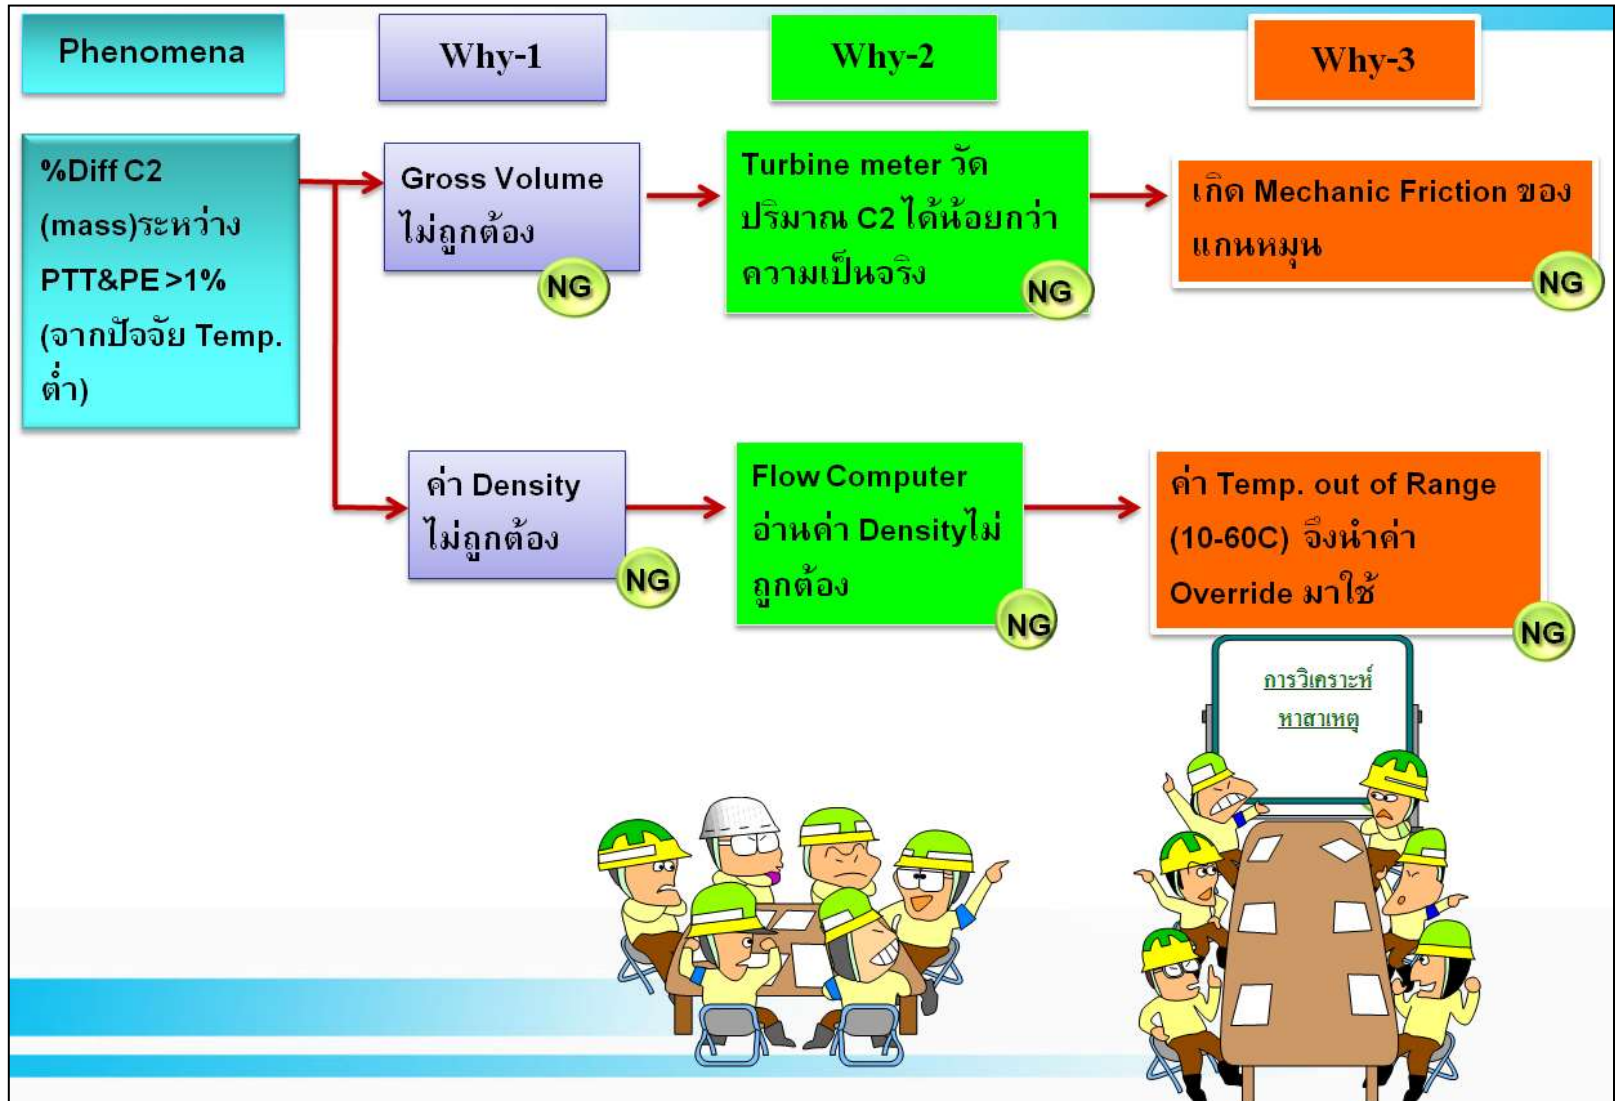 Phenomena
Why-1
Why-2
Why-3
%Diff C2
(mass)ระหว่าง
PTT&PE >1%
(จากปัจจัย Temp.
ต่ำ)
Gross Volume
ไม่ถูกต้อง
NG
Turbine meter วัด
ปริมาณ C2 ได้น้อยกว่า
ความเป็นจริง
NG
เกิด Mechanic Friction ของ
แกนหมุน
NG
ค่า Density
ไม่ถูกต้อง
NG
Flow Computer
อ่านค่า Densityไม่
ถูกต้อง
NG
ค่า Temp. out of Range
(10-60C) จึงนำค่า
Override มาใช้
NG
การวิเคราะห์
หาสาเหตุ